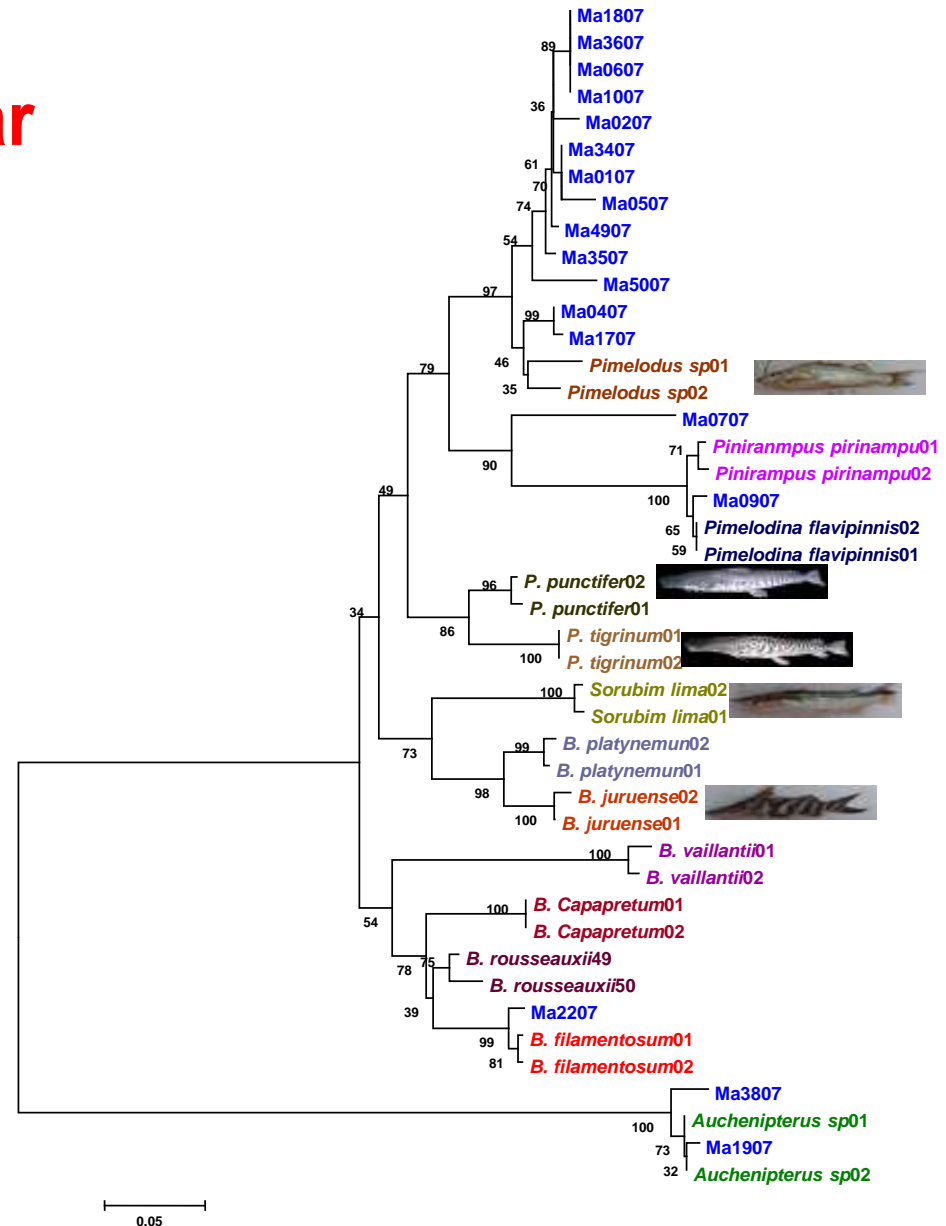 ar
Ma1807
89
Ma3607
Ma0607
Ma1007
36
Ma0207
Ma3407
61
Ma0107
70
Ma0507
74
Ma4907
54
Ma3507
Ma5007
97
Ma0407
99
Ma1707
46
Pimelodus sp01
79
35
Pimelodus sp02
Ma0707
90
Piniranmpus pirinampu01
71
Pinirampus pirinampu02
49
100
Ma0907
65
Pimelodina flavipinnis02
59
Pimelodina flavipinnis01
96
P. punctifer02
P. punctifer01
34
86
P. tigrinum01
100
P. tigrinum02
100
Sorubim lima02
Sorubim lima01
73
99
B. platynemun02
B. platynemun01
98
B. juruense02
100
B. juruense01
100
B. vaillantii01
B. vaillantii02
54
100
B. Capapretum01
B. Capapretum02
78
75
B. rousseauxii49
B. rousseauxii50
39
Ma2207
99
B. filamentosum01
81
B. filamentosum02
Ma3807
100
Auchenipterus sp01
73
Ma1907
32
Auchenipterus sp02
0.05